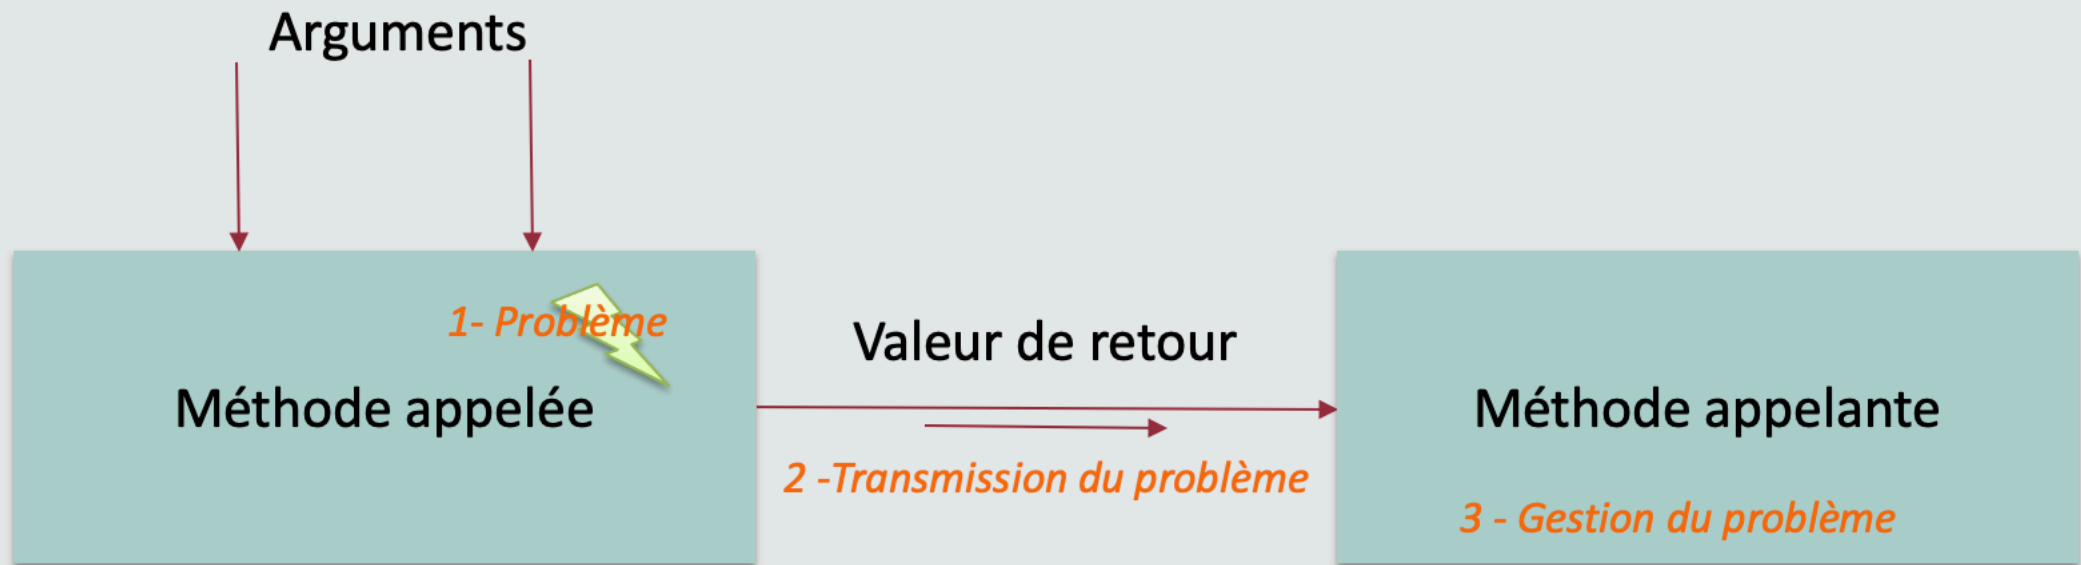 Arguments
1- Problème
Méthode appelée
Valeur de retour
2 -Transmission du problème
Méthode appelante
3 - Gestion du problème